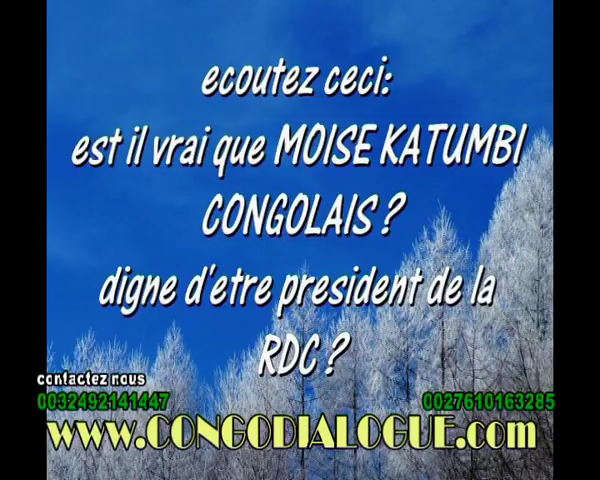 ecoutez ceci:
est il vrai que MOISE KATUMBI
CONGOLAIS ?
digne d'etre president de la
RDC ?
contactez nous
0032492141447 0027610163285
www.CONGODIALOGUE.com